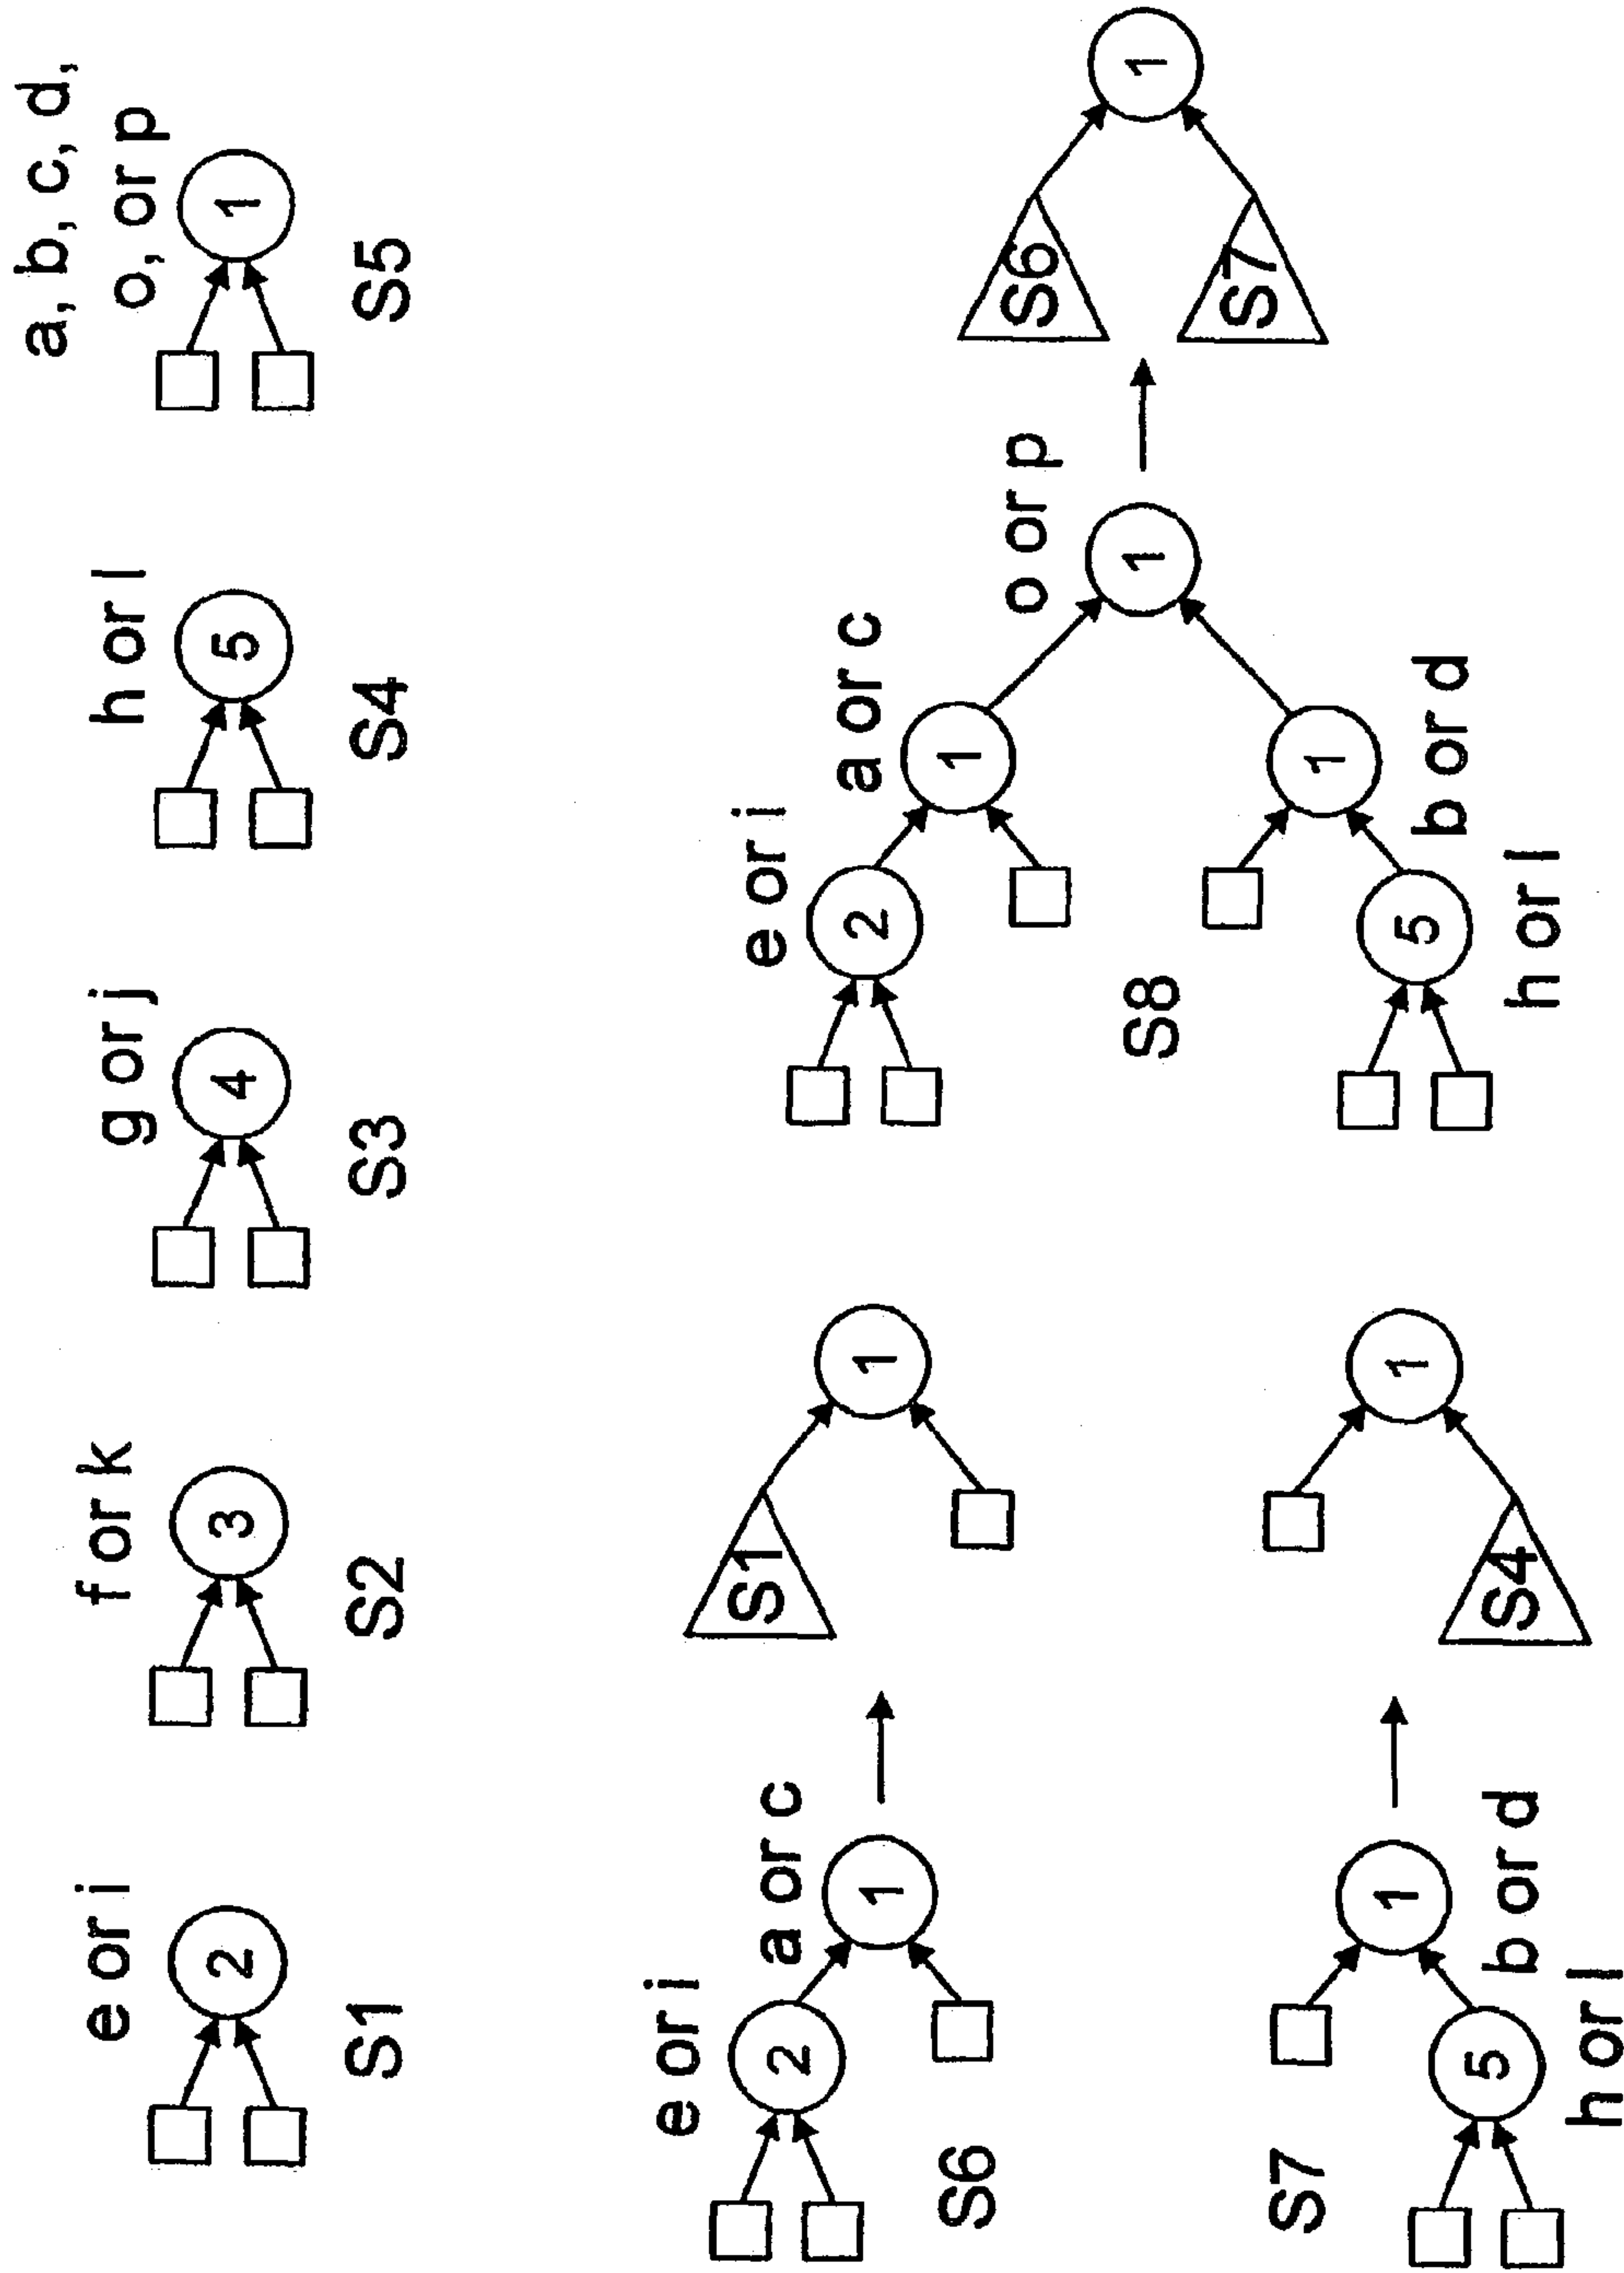 e or i
2
S1
f or k
3
S2
g or j
4
S3
h or l
5
S4
a, b, c, d,
o, or p
1
S5
e or i
2
a or c
1
S6
S1
1
S7
1
5
b or d
h or l
1
S4
e or i
2
a or c
1
o or p
1
S8
1
b or d
5
h or l
S6
S7
1